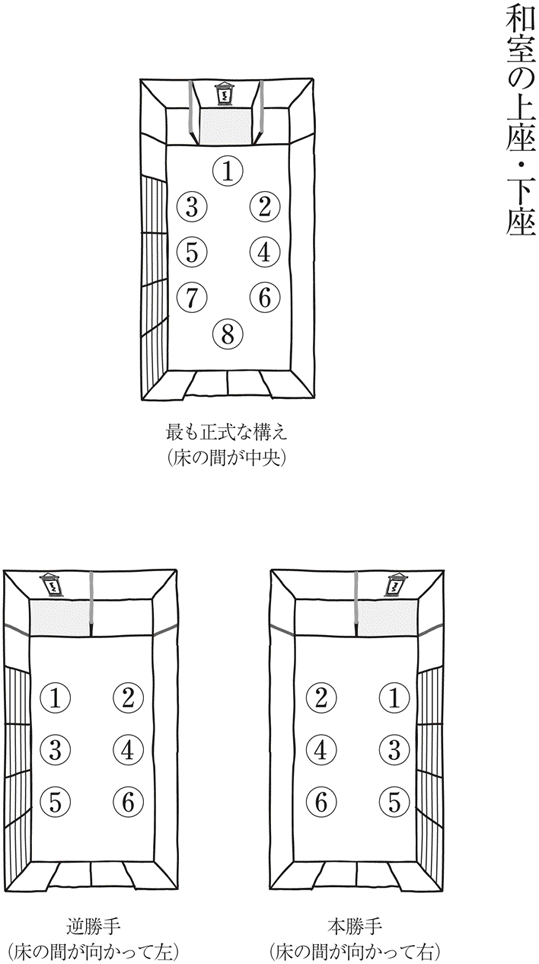 和室の上座・下座
①
③ ②
⑤ ④
⑦ ⑥
⑧
最も正式な構え
（床の間が中央）
① ②
③ ④
⑤ ⑥
逆勝手
（床の間が向かって左）
② ①
④ ③
⑥ ⑤
本勝手
（床の間が向かって右）